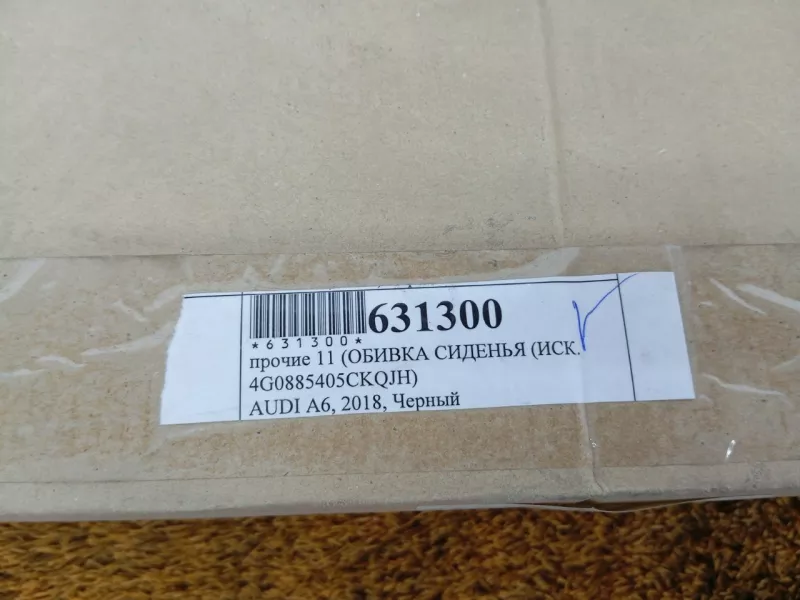 631300
*631300*
прочие 11 (ОБИВКА СИДЕНЬЯ (ИСК.
4G0885405CKQJH)
AUDI A6, 2018, Черный